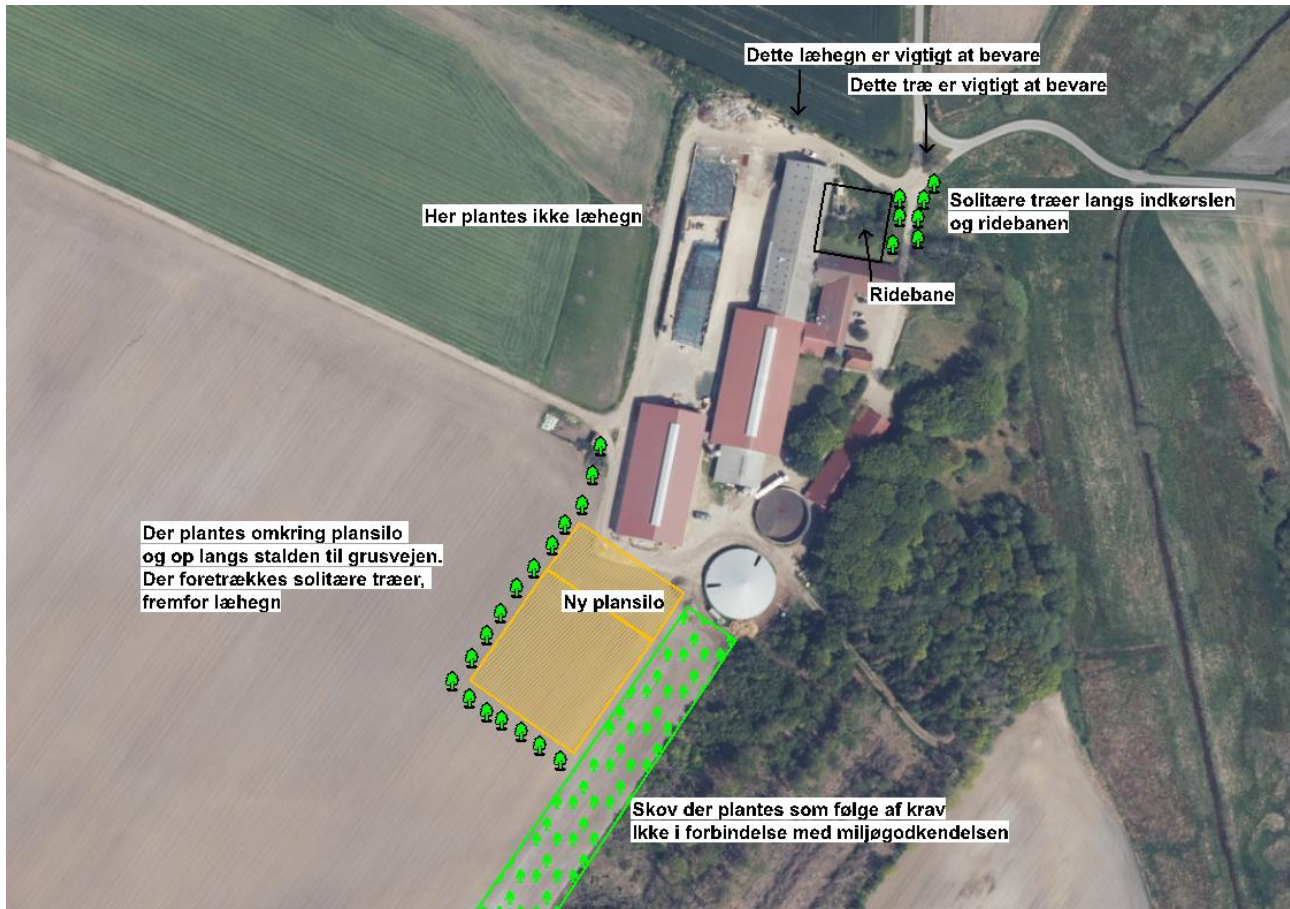 Dette læhegn er vigtigt at bevare
Dette træ er vigtigt at bevare
Solitære træer langs indkørslen
og ridebanen
Her plantes ikke læhegn
Ridebane
Der plantes omkring plansilo
og op langs stalden til grusvejen.
Der foretrækkes solitære træer,
fremfor læhegn
Ny plansilo
Skov der plantes som følge af krav
Ikke i forbindelse med miljøgodkendelsen